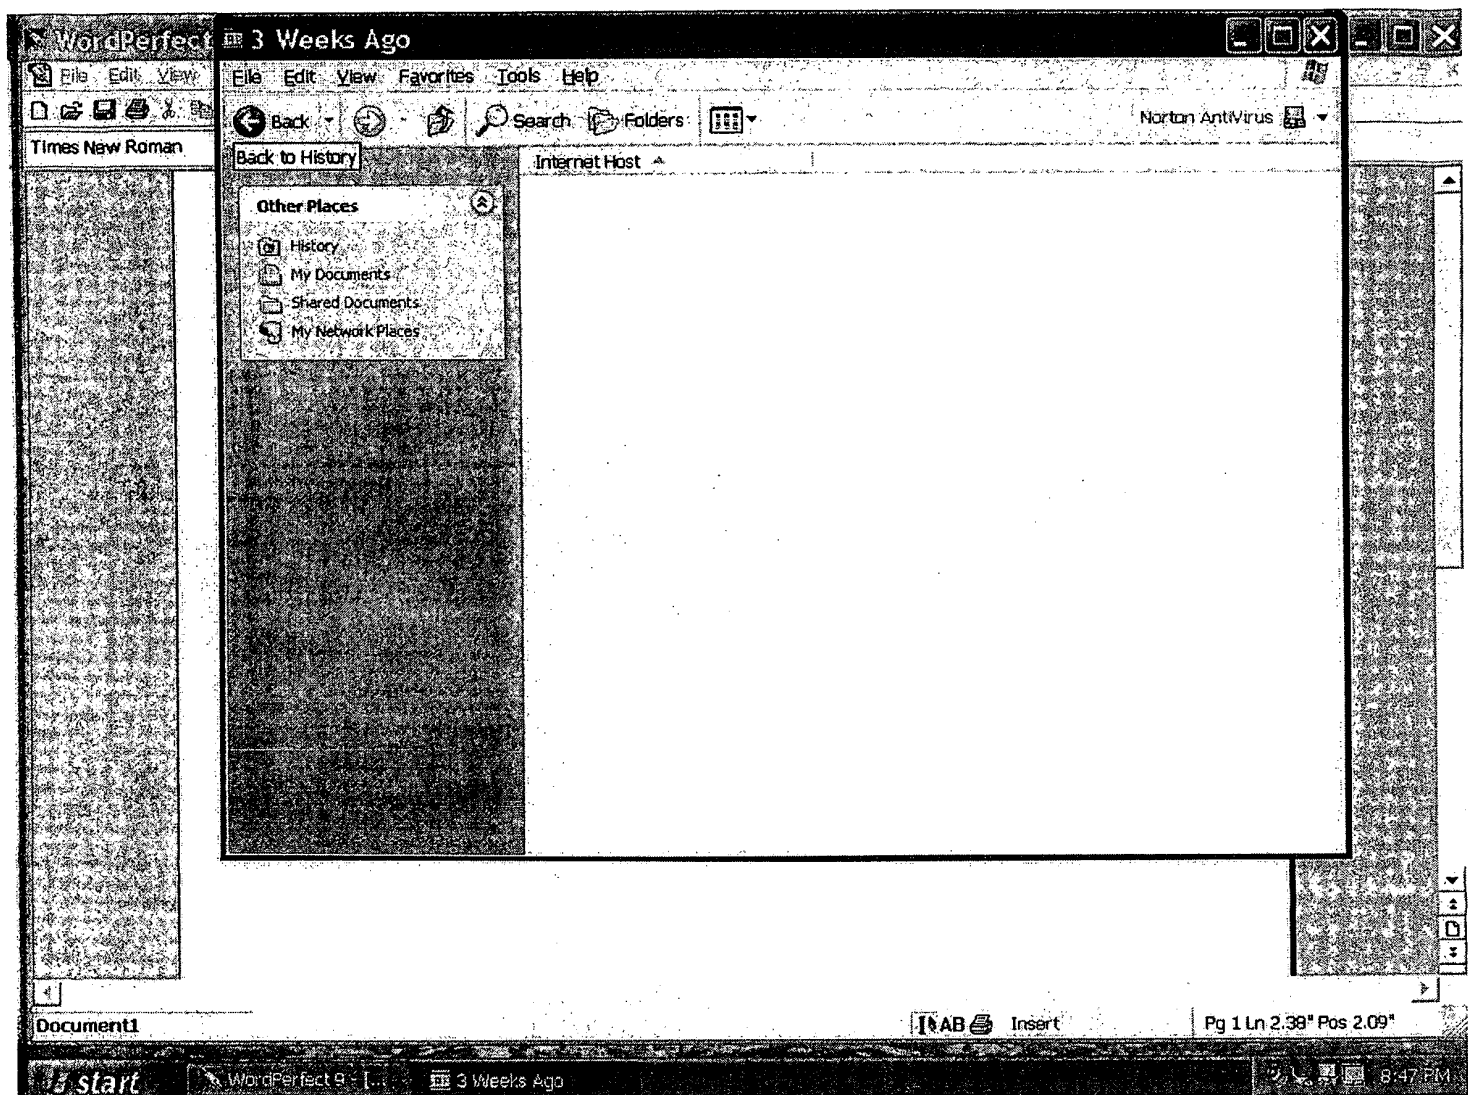 WordPerfect
3 Weeks Ago
File Edit View
File Edit View Favorites Tools Help
Back
Search Folders
Norton AntiVirus
Times New Roman
Back to History
Internet Host
Other Places
History
My Documents
Shared Documents
My Network Places
Document1
AB
Insert
Pg 1 Ln 2.38" Pos 2.09"
start
WordPerfect 9 - [...
3 Weeks Ago
8:47 PM